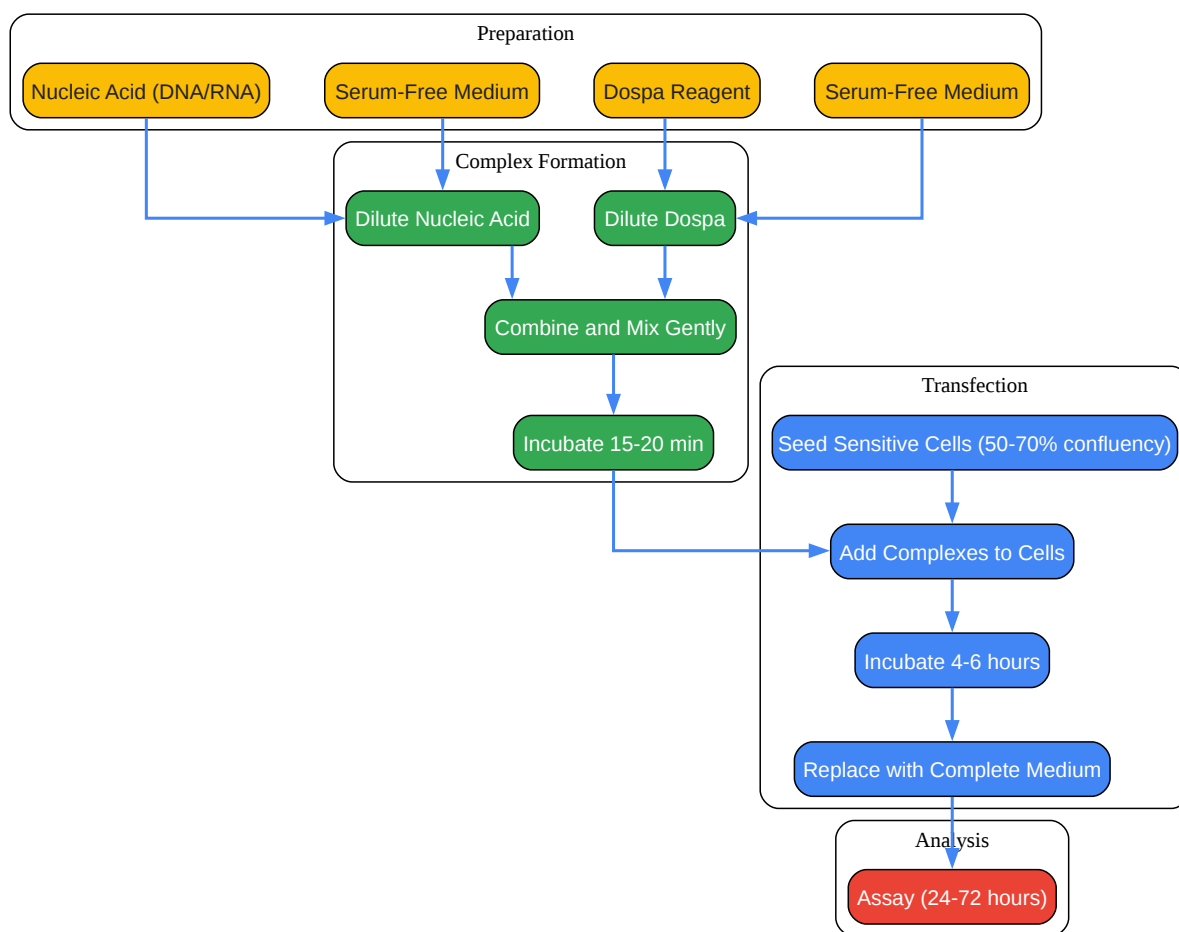 Preparation
Nucleic Acid (DNA/RNA)
Serum-Free Medium
Dospa Reagent
Serum-Free Medium
Complex Formation
Dilute Nucleic Acid
Dilute Dospa
Combine and Mix Gently
Incubate 15-20 min
Transfection
Seed Sensitive Cells (50-70% confluency)
Add Complexes to Cells
Incubate 4-6 hours
Replace with Complete Medium
Analysis
Assay (24-72 hours)